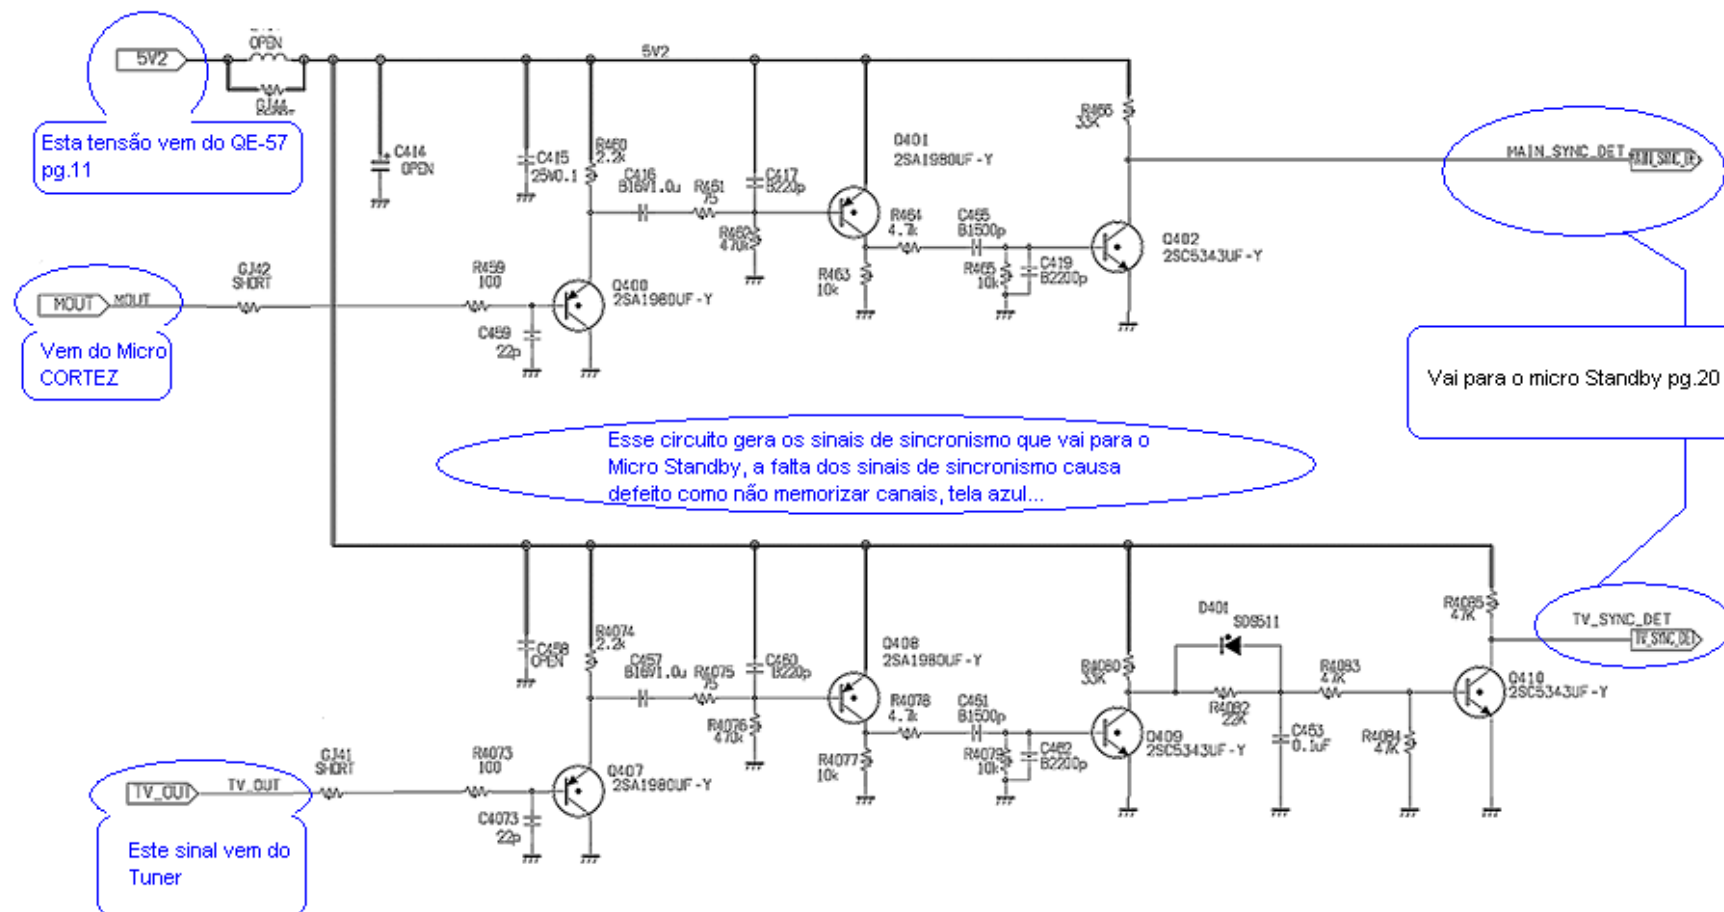 OPEN
5V2
5V2
GJ44
Esta tensão vem do QE-57
pg.11
C414
OPEN
C415
25V0.1
R460
2.2k
C416
B16V1.0u
R461
75
C417
B220p
R462
470k
Q401
2SA1980UF-Y
R466
33K
MAIN_SYNC_DET
R464
4.7k
C455
B1500p
R463
10k
R465
10k
C419
B2200p
Q402
2SC5343UF-Y
MOUT
MOUT
GJ42
SHORT
R459
100
Q400
2SA1980UF-Y
C459
22p
Vem do Micro
CORTEZ
Vai para o micro Standby pg.20
Esse circuito gera os sinais de sincronismo que vai para o
Micro Standby, a falta dos sinais de sincronismo causa
defeito como não memorizar canais, tela azul...
C458
OPEN
R4074
2.2k
C457
B16V1.0u
R4075
75
C460
B220p
R4076
470k
Q408
2SA1980UF-Y
R4078
4.7k
C461
B1500p
R4077
10k
R4079
10k
C462
B2200p
R4080
33K
Q409
2SC5343UF-Y
D401
SD9511
R4082
22K
R4083
47K
C463
0.1uF
R4084
47K
R4085
47K
Q410
2SC5343UF-Y
TV_SYNC_DET
TV_SYNC_DET
TV_OUT
TV_OUT
GJ41
SHORT
R4073
100
Q407
2SA1980UF-Y
C4073
22p
Este sinal vem do
Tuner